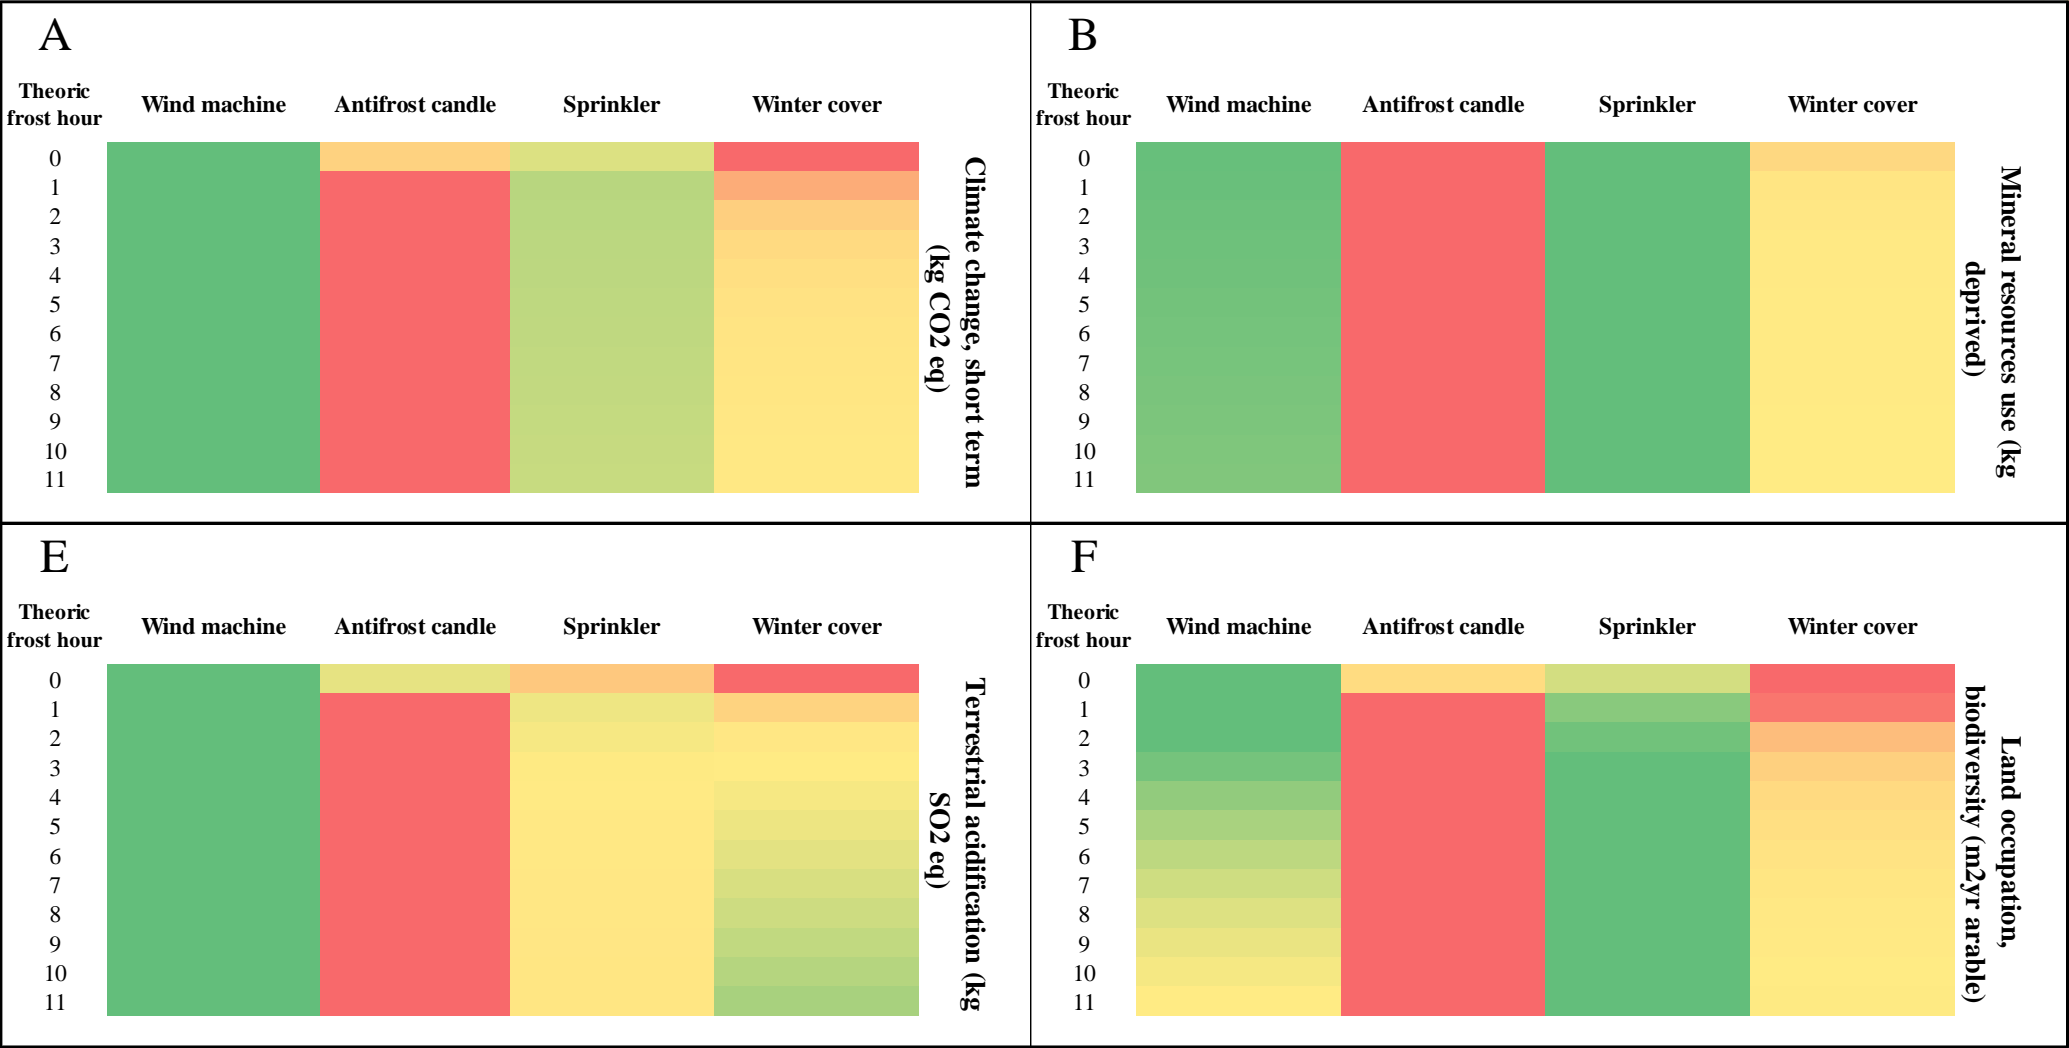 A
Theoric
frost hour
Wind machine
Antifrost candle
Sprinkler
Winter cover
0
1
2
3
4
5
6
7
8
9
10
11
Climate change, short term
(kg CO2 eq)
B
Theoric
frost hour
Wind machine
Antifrost candle
Sprinkler
Winter cover
0
1
2
3
4
5
6
7
8
9
10
11
Mineral resources use (kg
deprived)
E
Theoric
frost hour
Wind machine
Antifrost candle
Sprinkler
Winter cover
0
1
2
3
4
5
6
7
8
9
10
11
Terrestrial acidification (kg
SO2 eq)
F
Theoric
frost hour
Wind machine
Antifrost candle
Sprinkler
Winter cover
0
1
2
3
4
5
6
7
8
9
10
11
Land occupation,
biodiversity (m2yr arable)